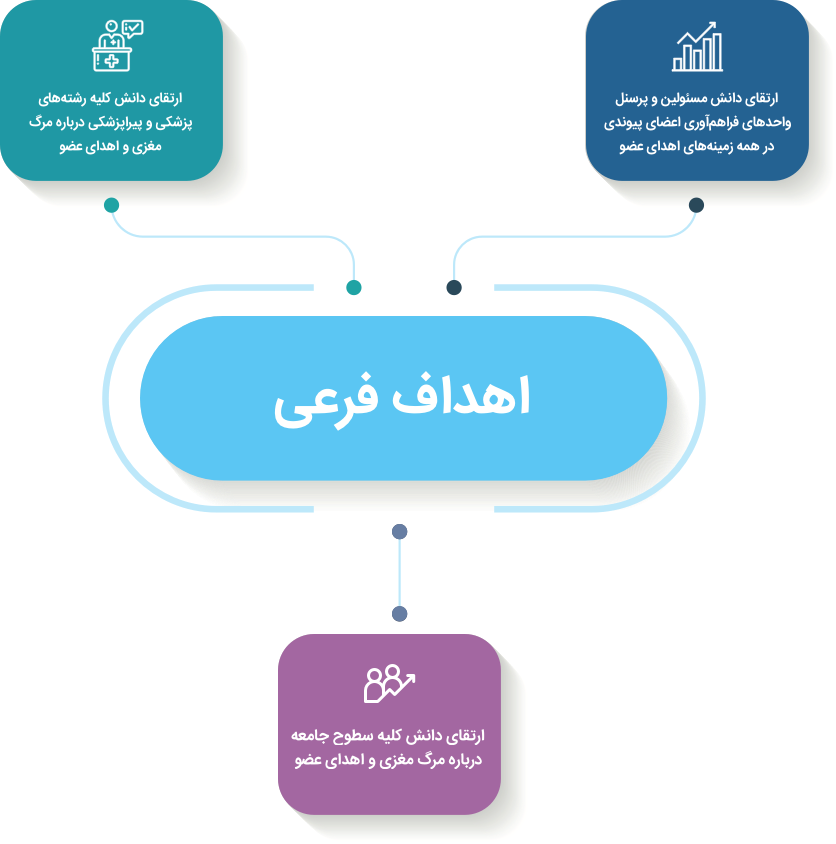 ارتقای دانش مسئولین و پرسنل
واحدهای فراهم‌آوری اعضای پیوندی
در همه زمینه‌های اهدای عضو
ارتقای دانش کلیه رشته‌های
پزشکی و پیراپزشکی درباره مرگ
مغزی و اهدای عضو
اهداف فرعی
ارتقای دانش کلیه سطوح جامعه
درباره مرگ مغزی و اهدای عضو